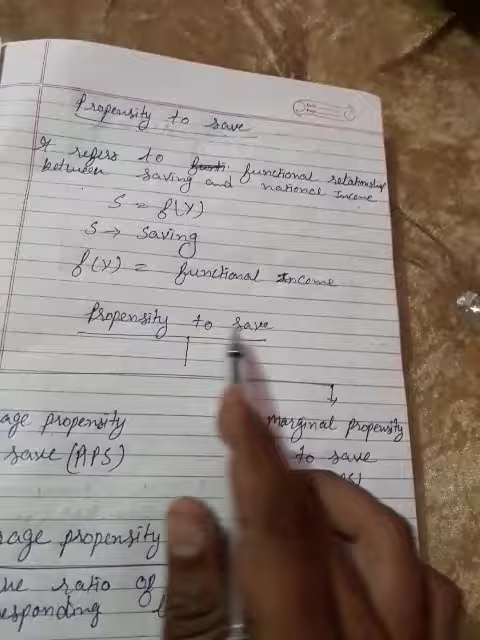 Propensity to save
It refers to functional relationship
between saving and national Income
S = f(Y)
S → Saving
f(Y) = functional Income
Propensity to save
age propensity
save (APS)
marginal propensity
to save
age propensity
ratio of
esponding